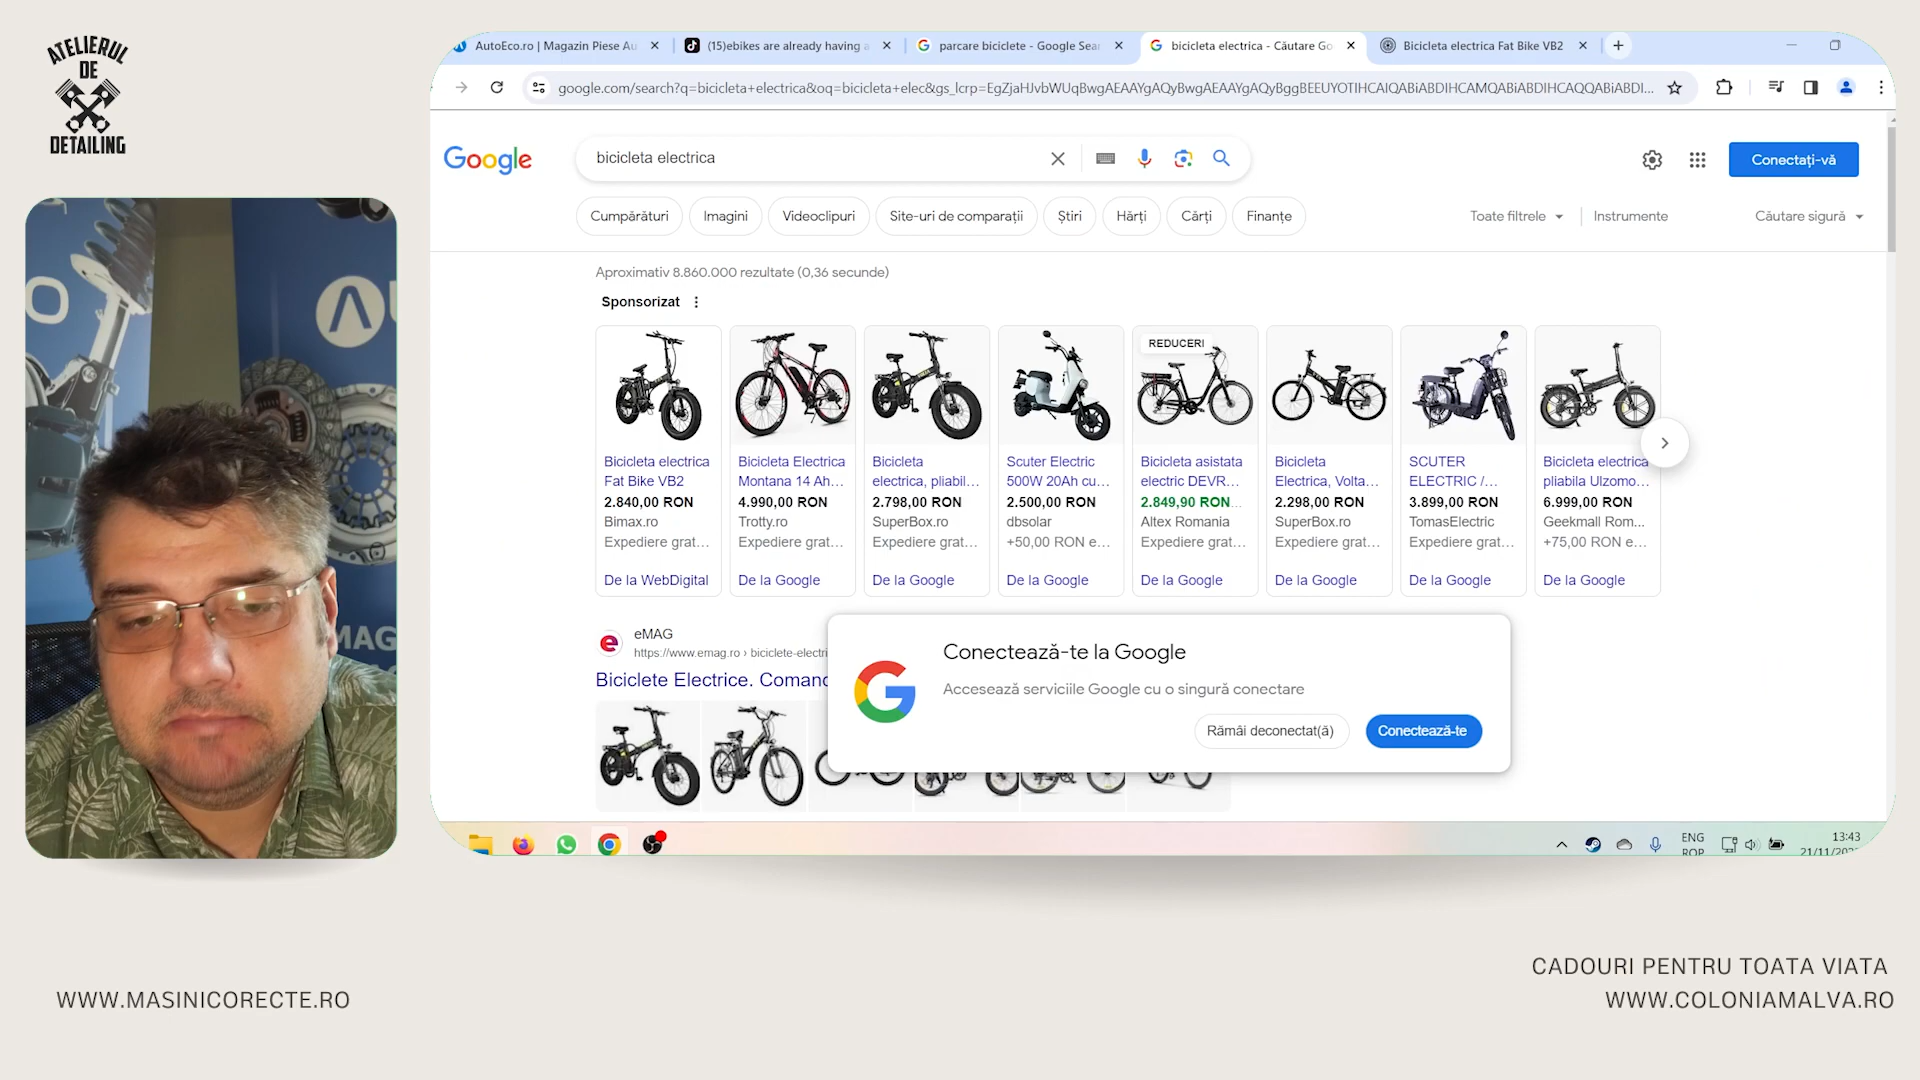 ATELIERUL
DE
DETAILING
AutoEco.ro | Magazin Piese Au
(15)ebikes are already having a
parcare biciclete - Google Sear
bicicleta electrica - Căutare Go
Bicicleta electrica Fat Bike VB2
google.com/search?q=bicicleta+electrica&oq=bicicleta+elec&gs_lcrp=EgZjaHJvbWUqBwgAEAAYgAQyBwgAEAAYgAQyBggBEEUYOTIHCAIQABiABDIHCAMQABiABDIHCAQQABiABDI...
Google
bicicleta electrica
Conectați-vă
Cumpărături
Imagini
Videoclipuri
Site-uri de comparații
Știri
Hărți
Cărți
Finanțe
Toate filtrele
Instrumente
Căutare sigură
Aproximativ 8.860.000 rezultate (0,36 secunde)
Sponsorizat
Bicicleta electrica
Fat Bike VB2
2.840,00 RON
Bimax.ro
Expediere grat...
De la WebDigital
Bicicleta Electrica
Montana 14 Ah...
4.990,00 RON
Trotty.ro
Expediere grat...
De la Google
Bicicleta
electrica, pliabil...
2.798,00 RON
SuperBox.ro
Expediere grat...
De la Google
Scuter Electric
500W 20Ah cu...
2.500,00 RON
dbsolar
+50,00 RON e...
De la Google
REDUCERI
Bicicleta asistata
electric DEVR...
2.849,90 RON...
Altex Romania
Expediere grat...
De la Google
Bicicleta
Electrica, Volta...
2.298,00 RON
SuperBox.ro
Expediere grat...
De la Google
SCUTER
ELECTRIC /...
3.899,00 RON
TomasElectric
Expediere grat...
De la Google
Bicicleta electrica
pliabila Ulzomo...
6.999,00 RON
Geekmall Rom...
+75,00 RON e...
De la Google
eMAG
https://www.emag.ro › biciclete-electri
Biciclete Electrice. Comand
Conectează-te la Google
Accesează serviciile Google cu o singură conectare
Rămâi deconectat(ă)
Conectează-te
ENG
ROP
13:43
MAG
WWW.MASINICORECTE.RO
CADOURI PENTRU TOATA VIATA
WWW.COLONIAMALVA.RO